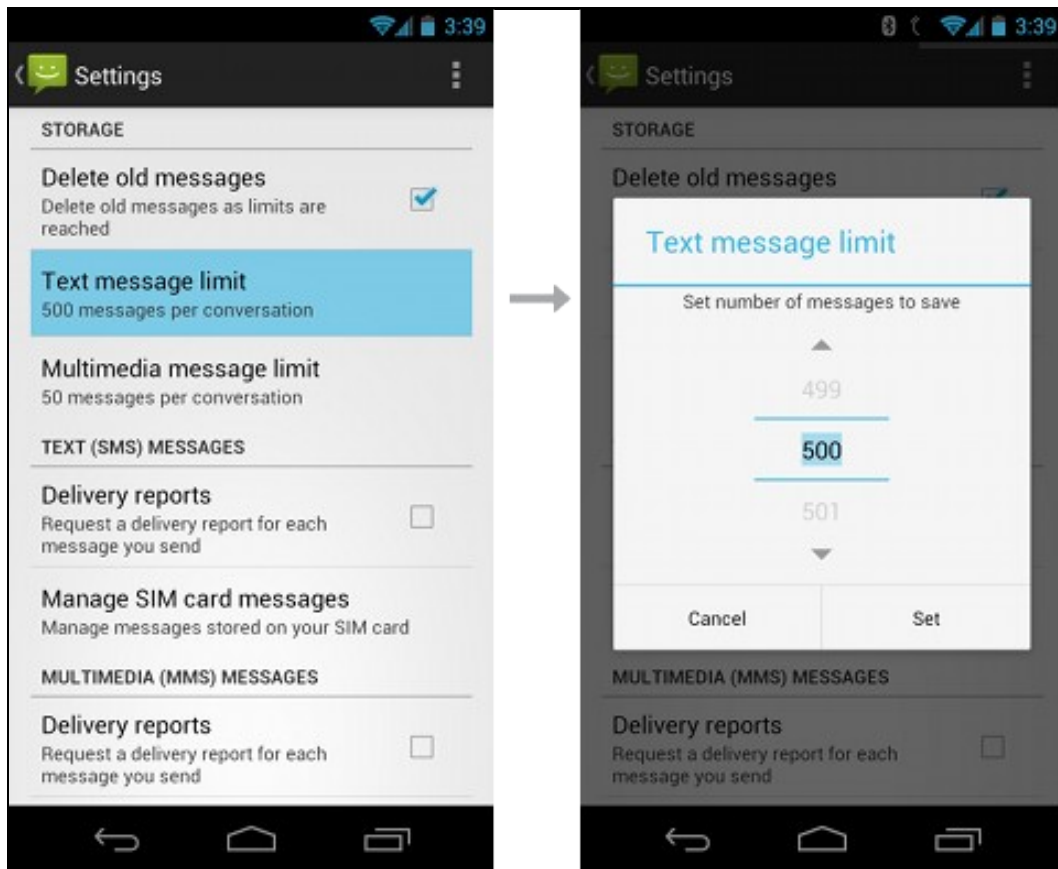 3:39
Settings
STORAGE
Delete old messages
Delete old messages as limits are
reached
Text message limit
500 messages per conversation
Multimedia message limit
50 messages per conversation
TEXT (SMS) MESSAGES
Delivery reports
Request a delivery report for each
message you send
Manage SIM card messages
Manage messages stored on your SIM card
MULTIMEDIA (MMS) MESSAGES
Delivery reports
Request a delivery report for each
message you send
3:39
Settings
STORAGE
Delete old messages
Text message limit
Set number of messages to save
499
500
501
Cancel
Set
MULTIMEDIA (MMS) MESSAGES
Delivery reports
Request a delivery report for each
message you send